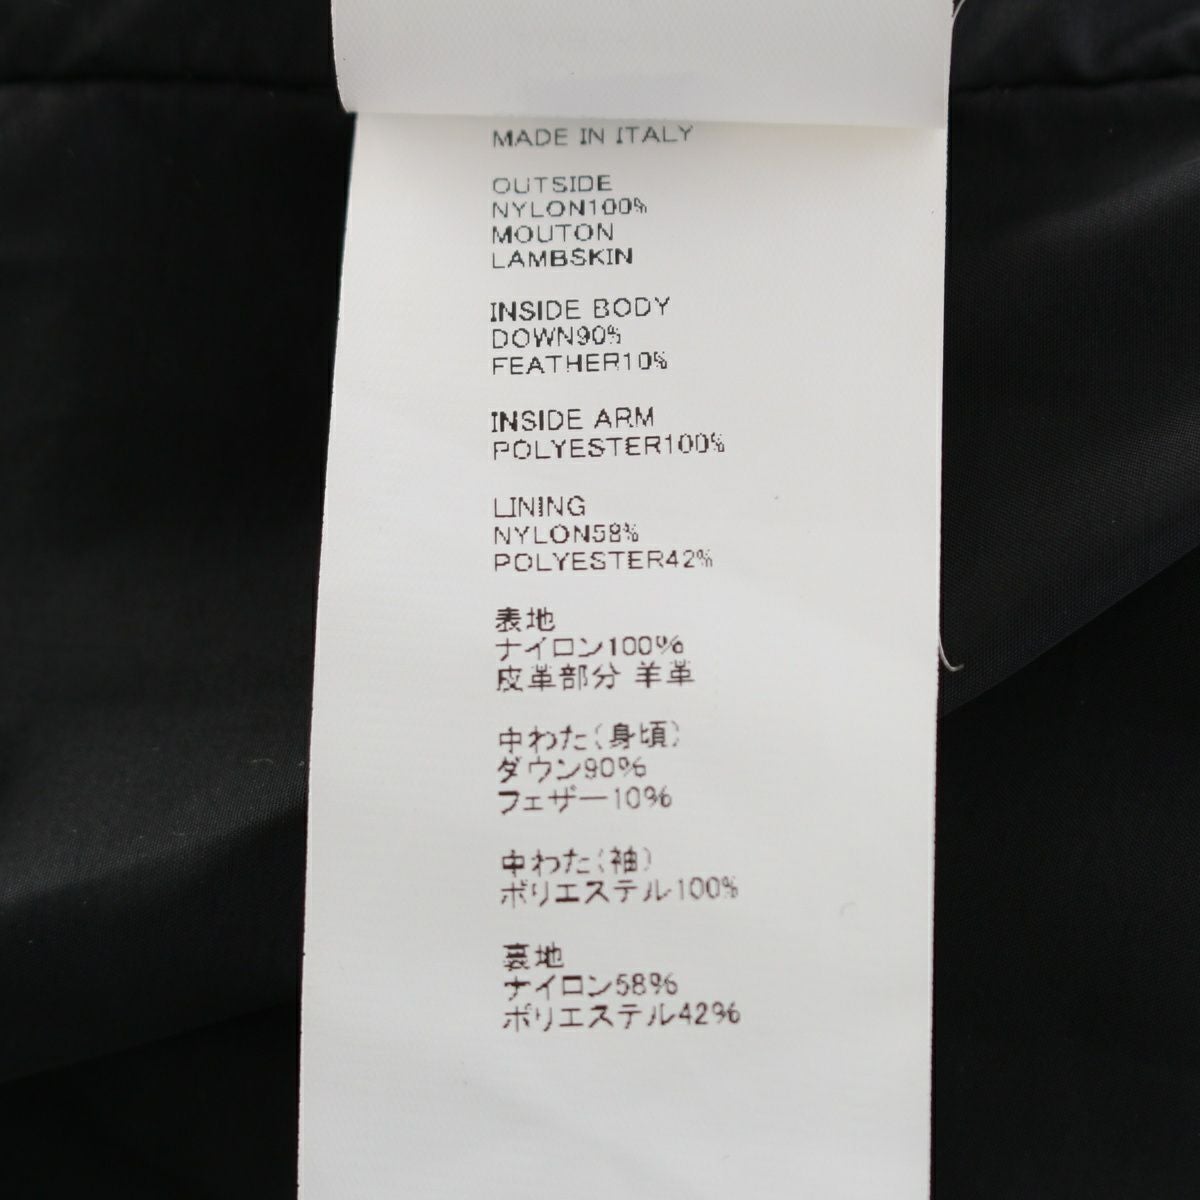 MADE IN ITALY
OUTSIDE
NYLON100%
MOUTON
LAMBSKIN
INSIDE BODY
DOWN90%
FEATHER10%
INSIDE ARM
POLYESTER100%
LINING
NYLON58%
POLYESTER42%
表地
ナイロン100%
皮革部分 羊革
中わた(身頃)
ダウン90%
フェザー10%
中わた(袖)
ポリエステル100%
裏地
ナイロン58%
ポリエステル42%